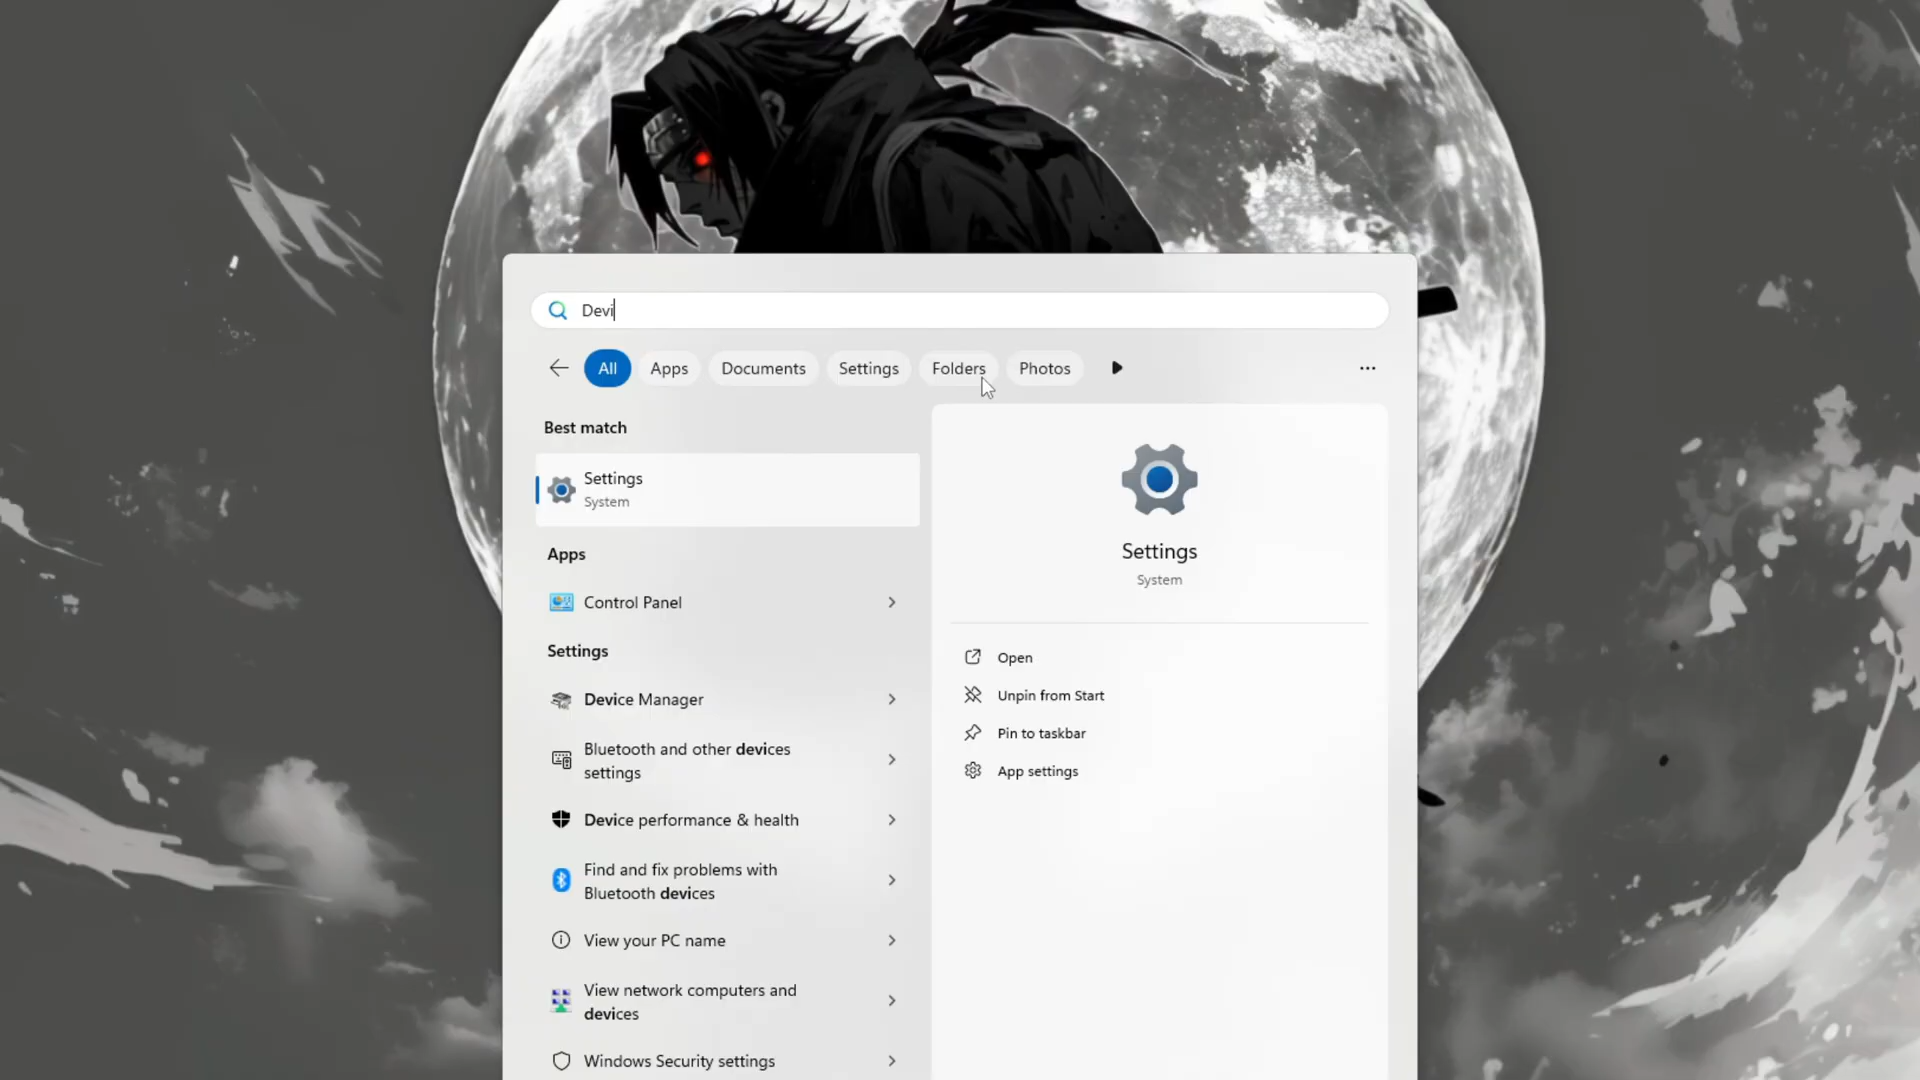 Devi
All
Apps
Documents
Settings
Folders
Photos
Best match
Settings
System
Apps
Control Panel
Settings
Device Manager
Bluetooth and other devices
settings
Device performance & health
Find and fix problems with
Bluetooth devices
View your PC name
View network computers and
devices
Windows Security settings
Settings
System
Open
Unpin from Start
Pin to taskbar
App settings